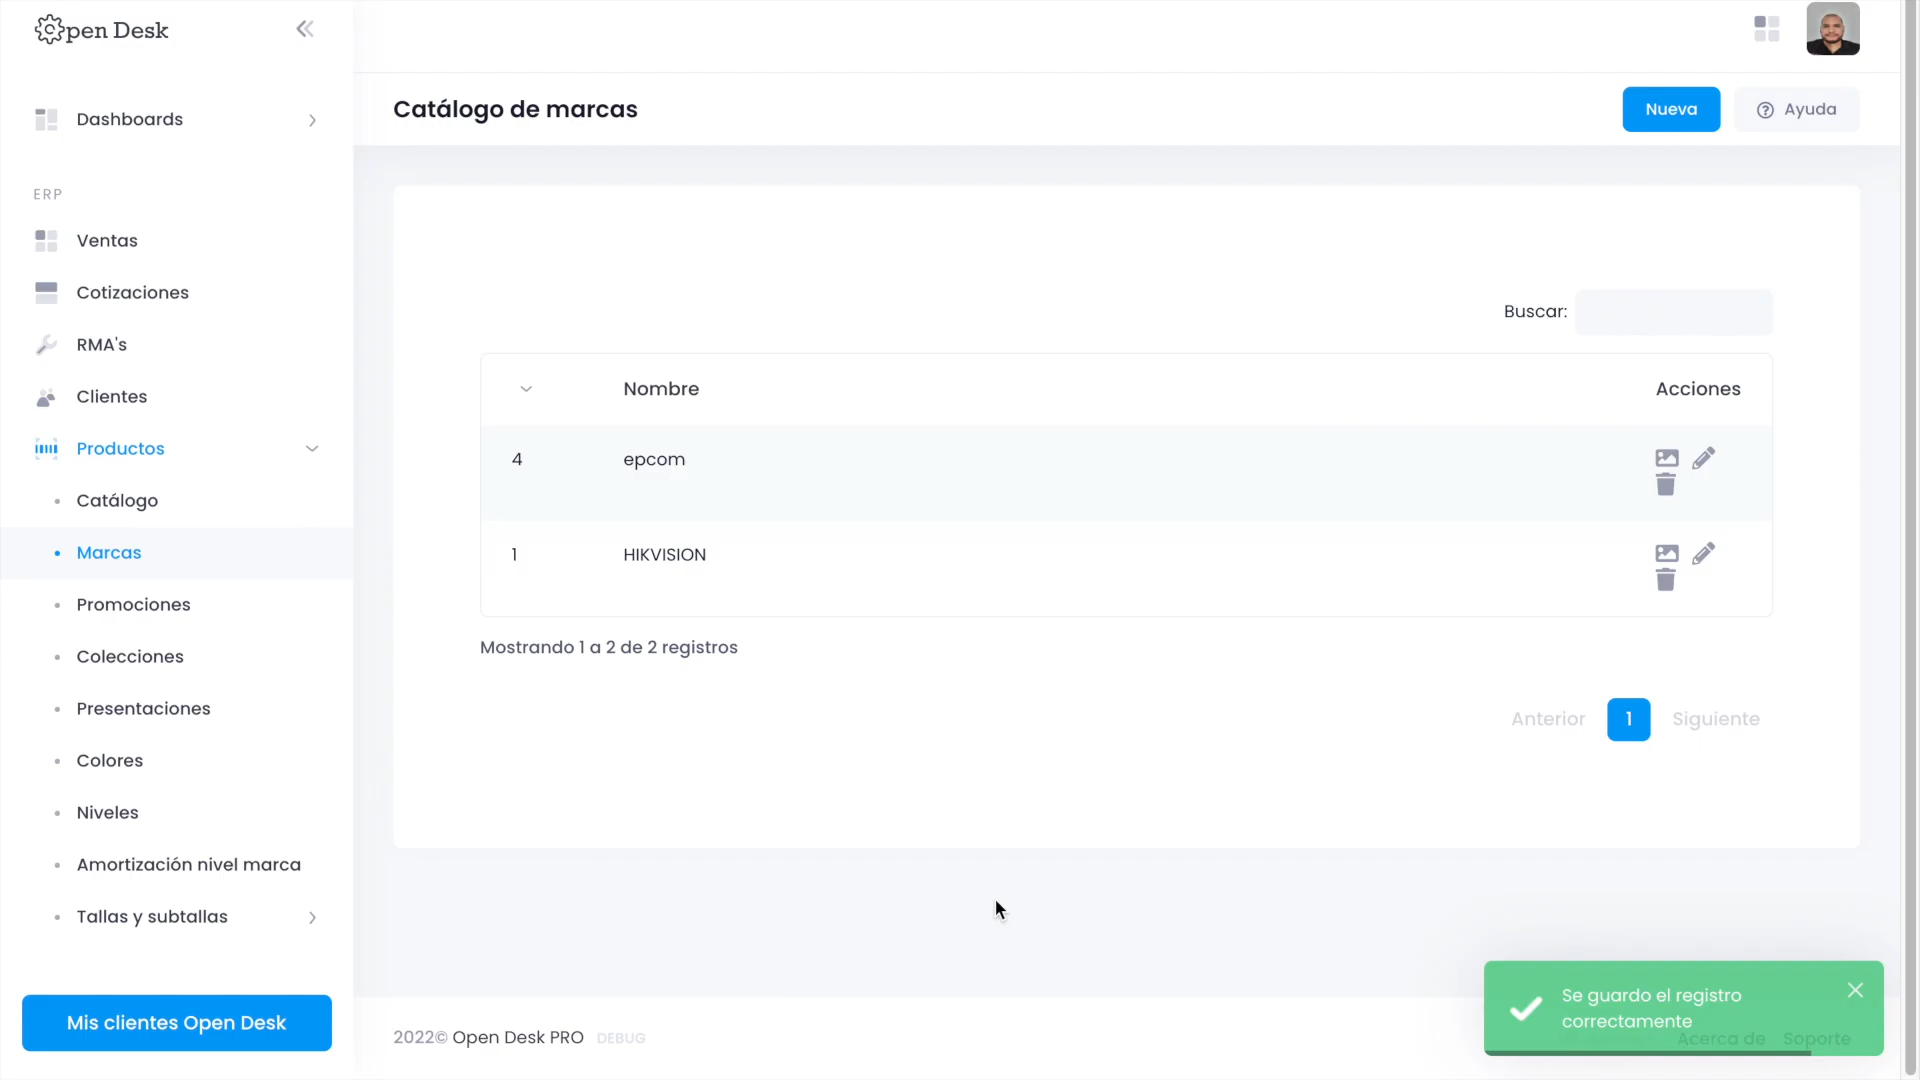 Open Desk
Dashboards
ERP
Ventas
Cotizaciones
RMA's
Clientes
Productos
Catálogo
Marcas
Promociones
Colecciones
Presentaciones
Colores
Niveles
Amortización nivel marca
Tallas y subtallas
Mis clientes Open Desk
Catálogo de marcas
Nueva
Ayuda
Buscar:
Nombre Acciones
4 epcom
1 HIKVISION
Mostrando 1 a 2 de 2 registros
Anterior 1 Siguiente
2022© Open Desk PRO DEBUG
Se guardo el registro
correctamente
Acerca de Soporte